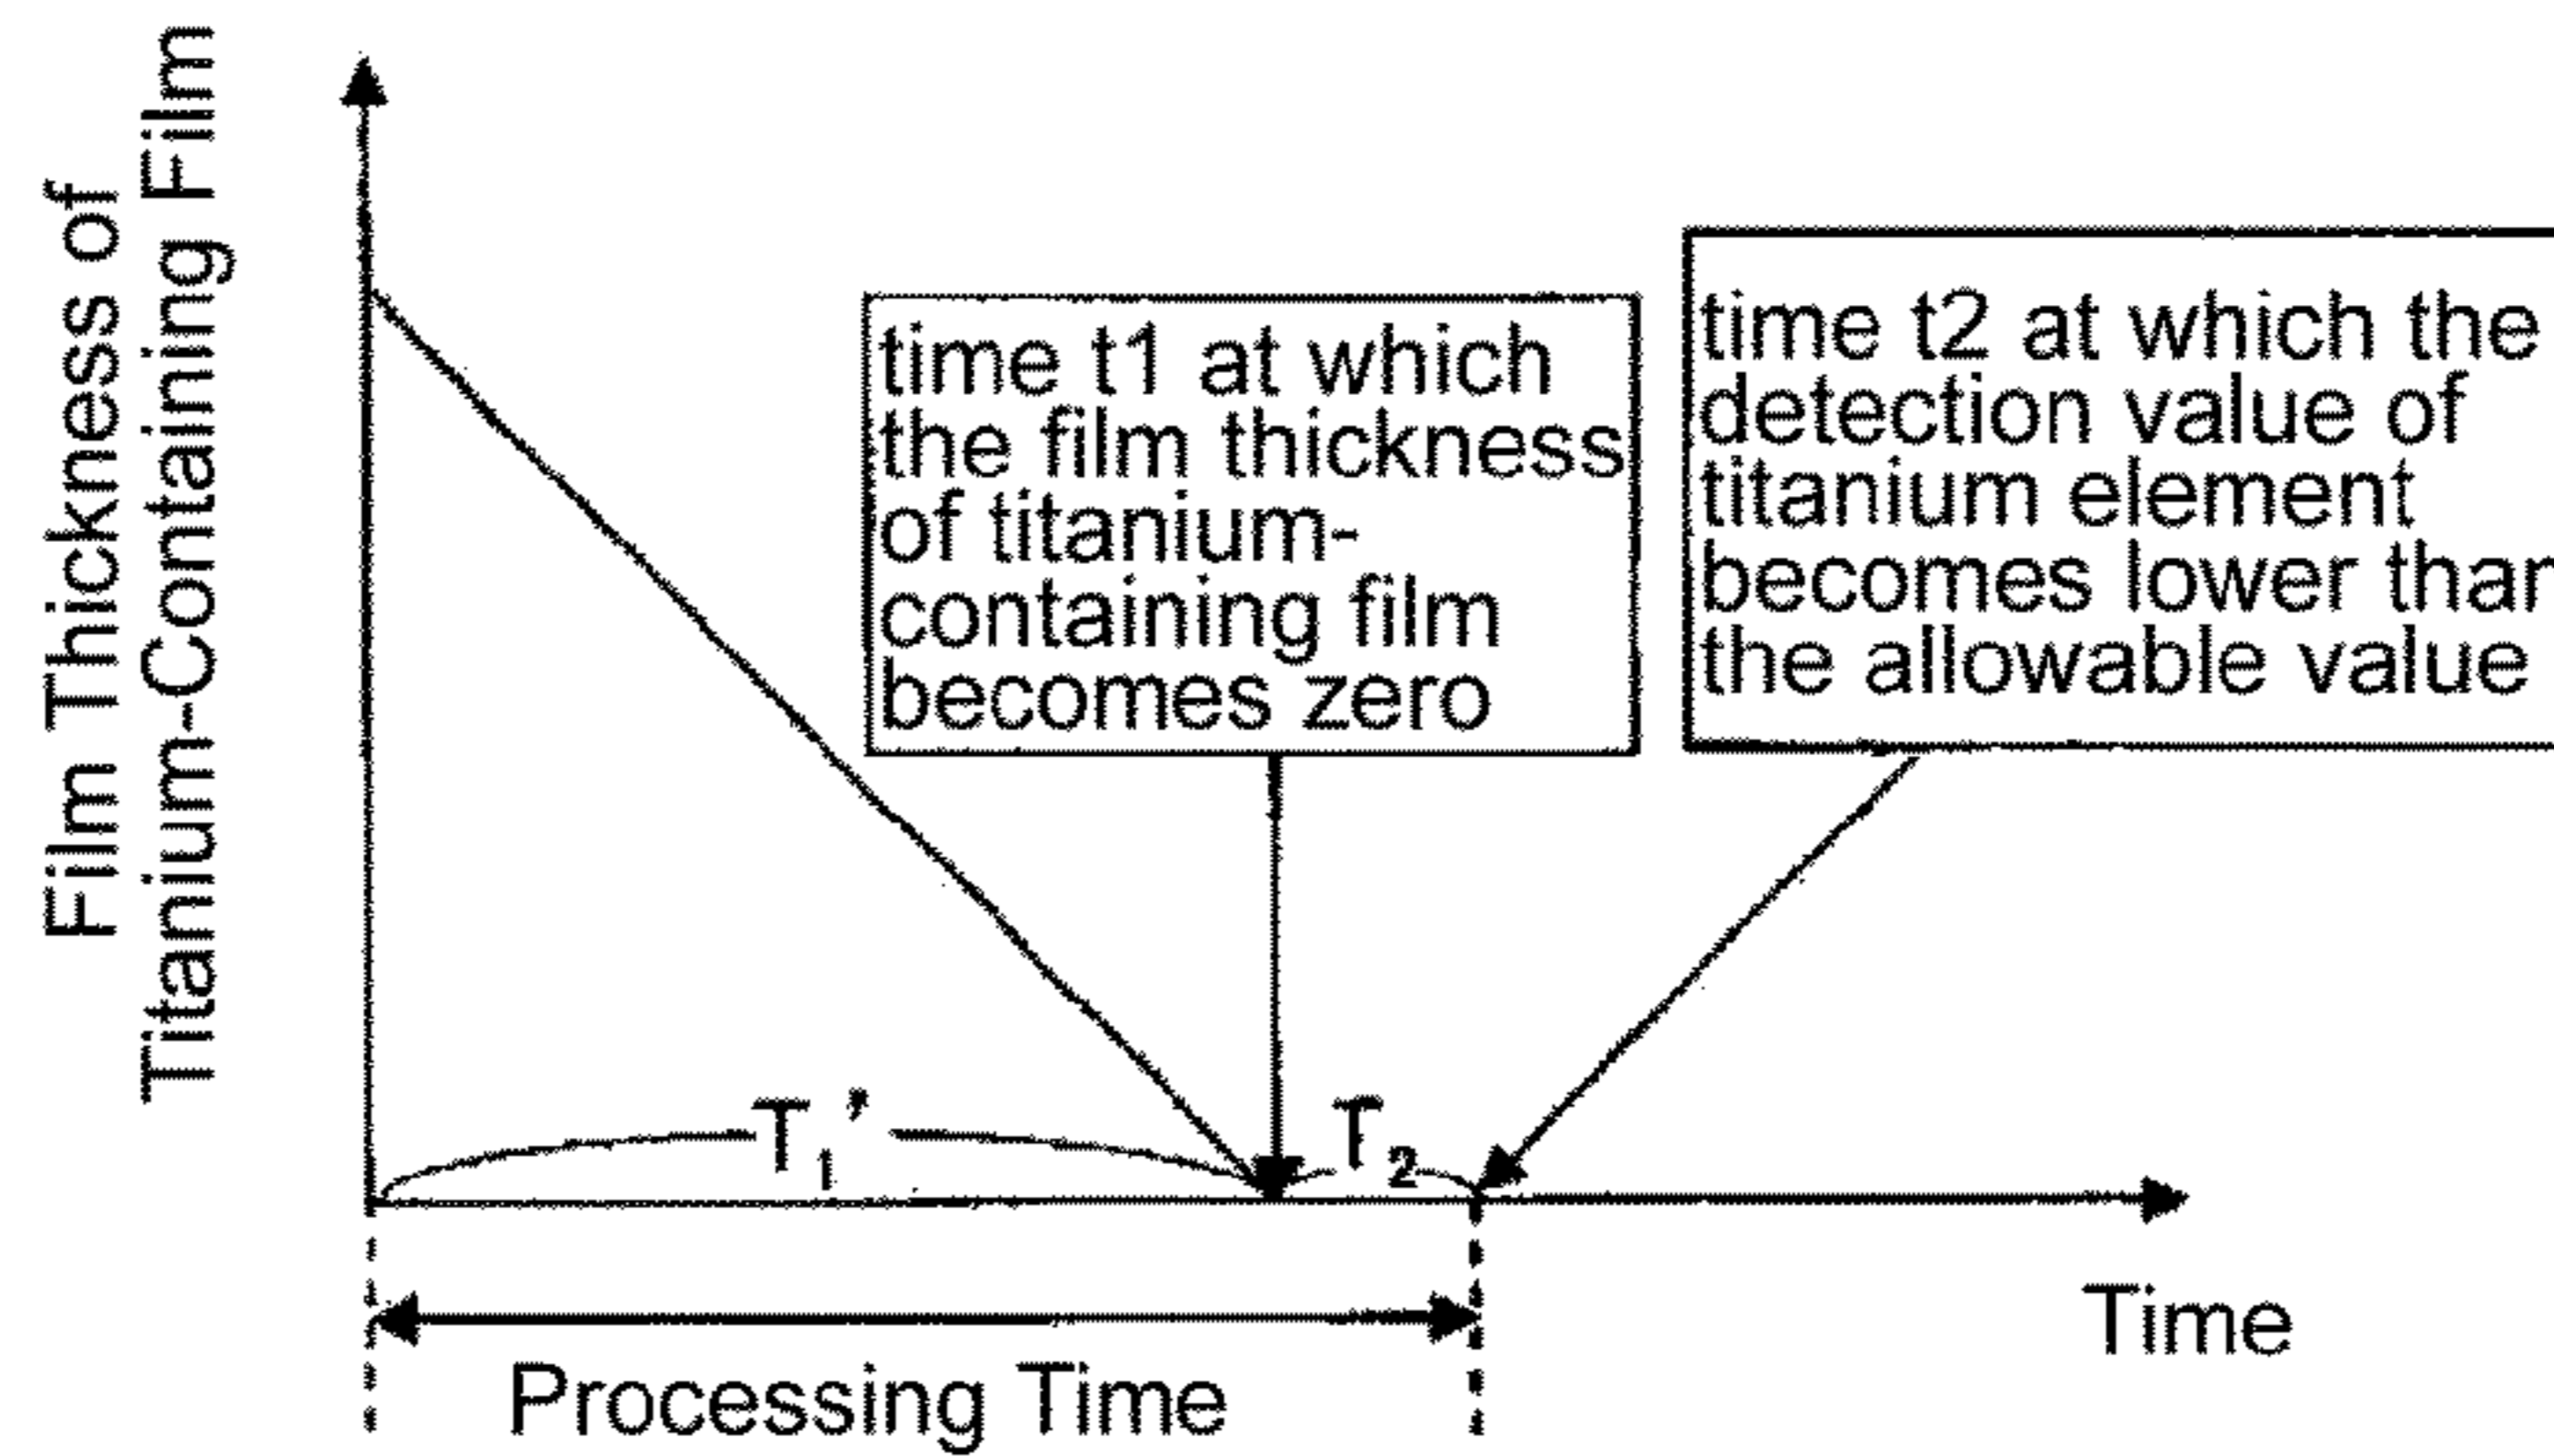 Film Thickness of
Titanium-Containing Film
time t1 at which
the film thickness
of titanium-
containing film
becomes zero
time t2 at which the
detection value of
titanium element
becomes lower than
the allowable value
T₁’
T₂
Time
Processing Time